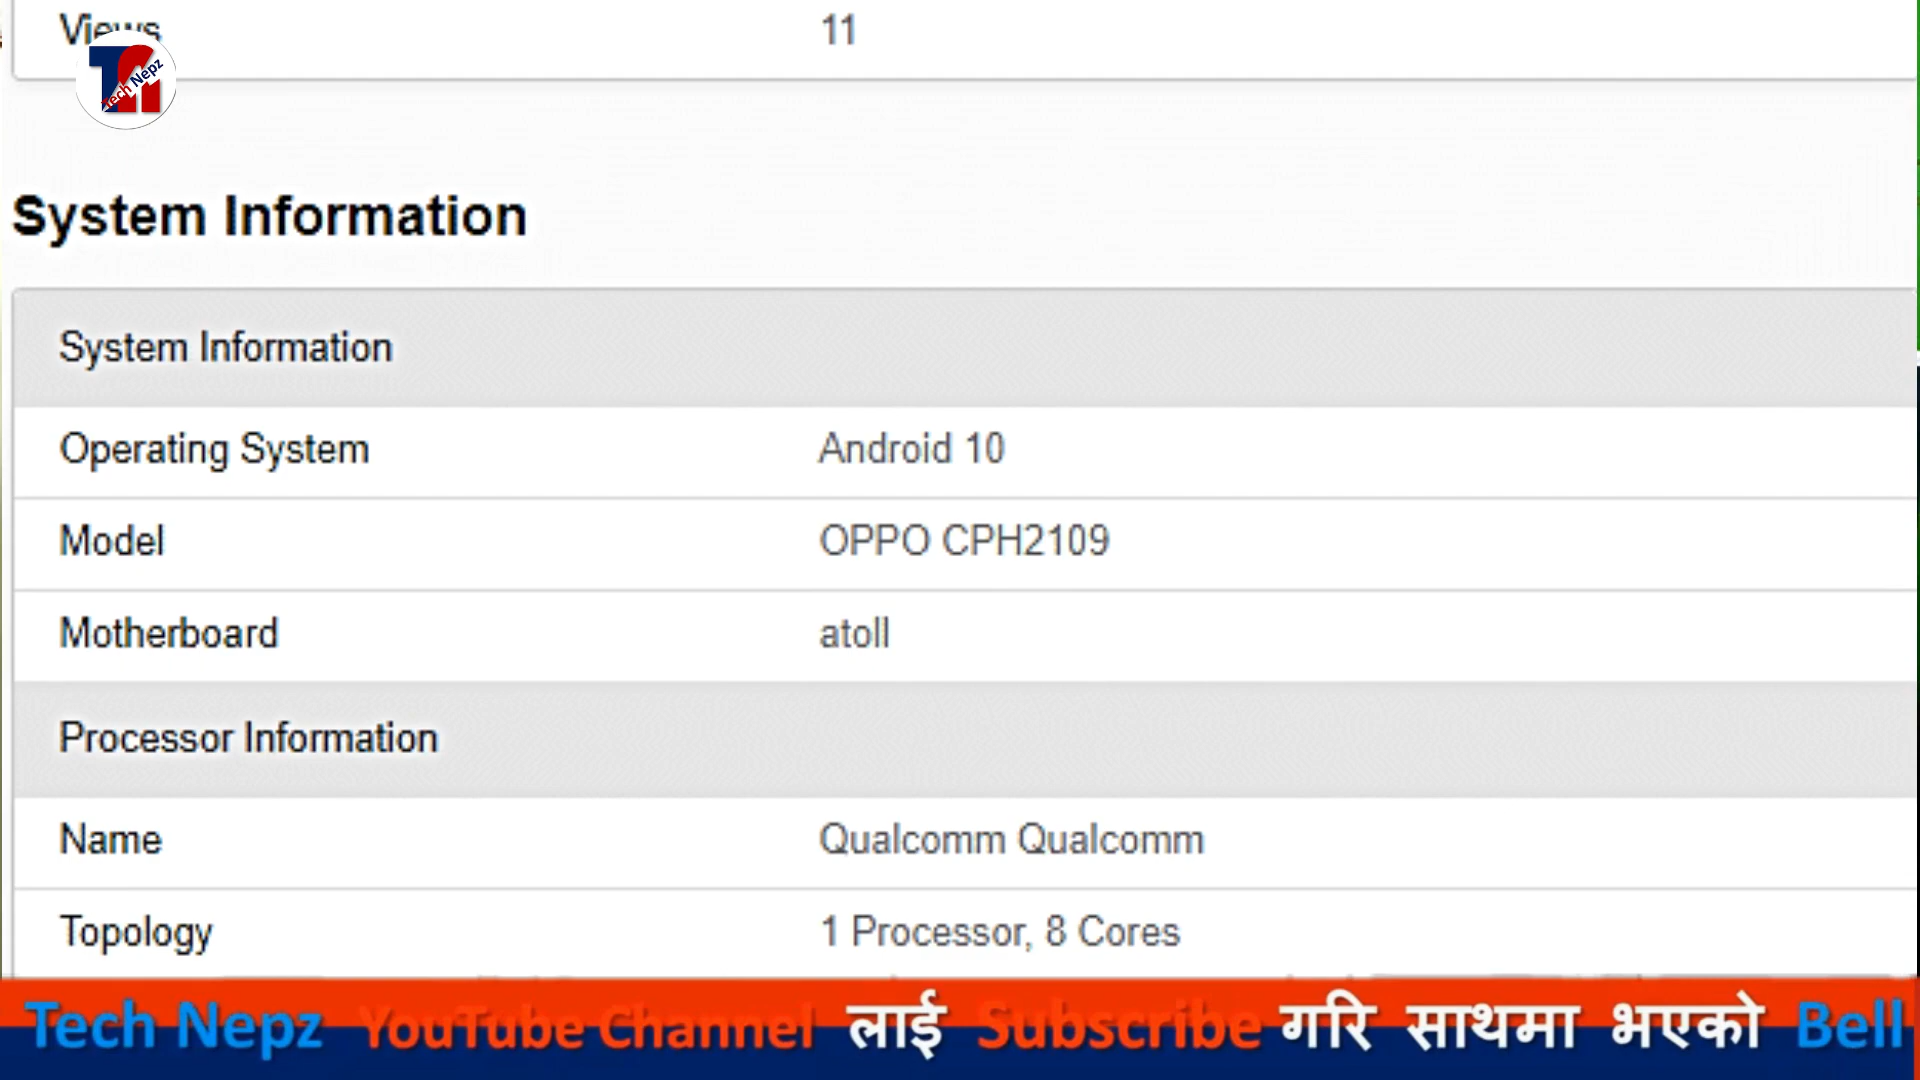 Views 11
Tech Nepz
System Information
System Information
Operating System Android 10
Model OPPO CPH2109
Motherboard atoll
Processor Information
Name Qualcomm Qualcomm
Topology 1 Processor, 8 Cores
Tech Nepz YouTube Channel लाई Subscribe गरि साथमा भएको Bell